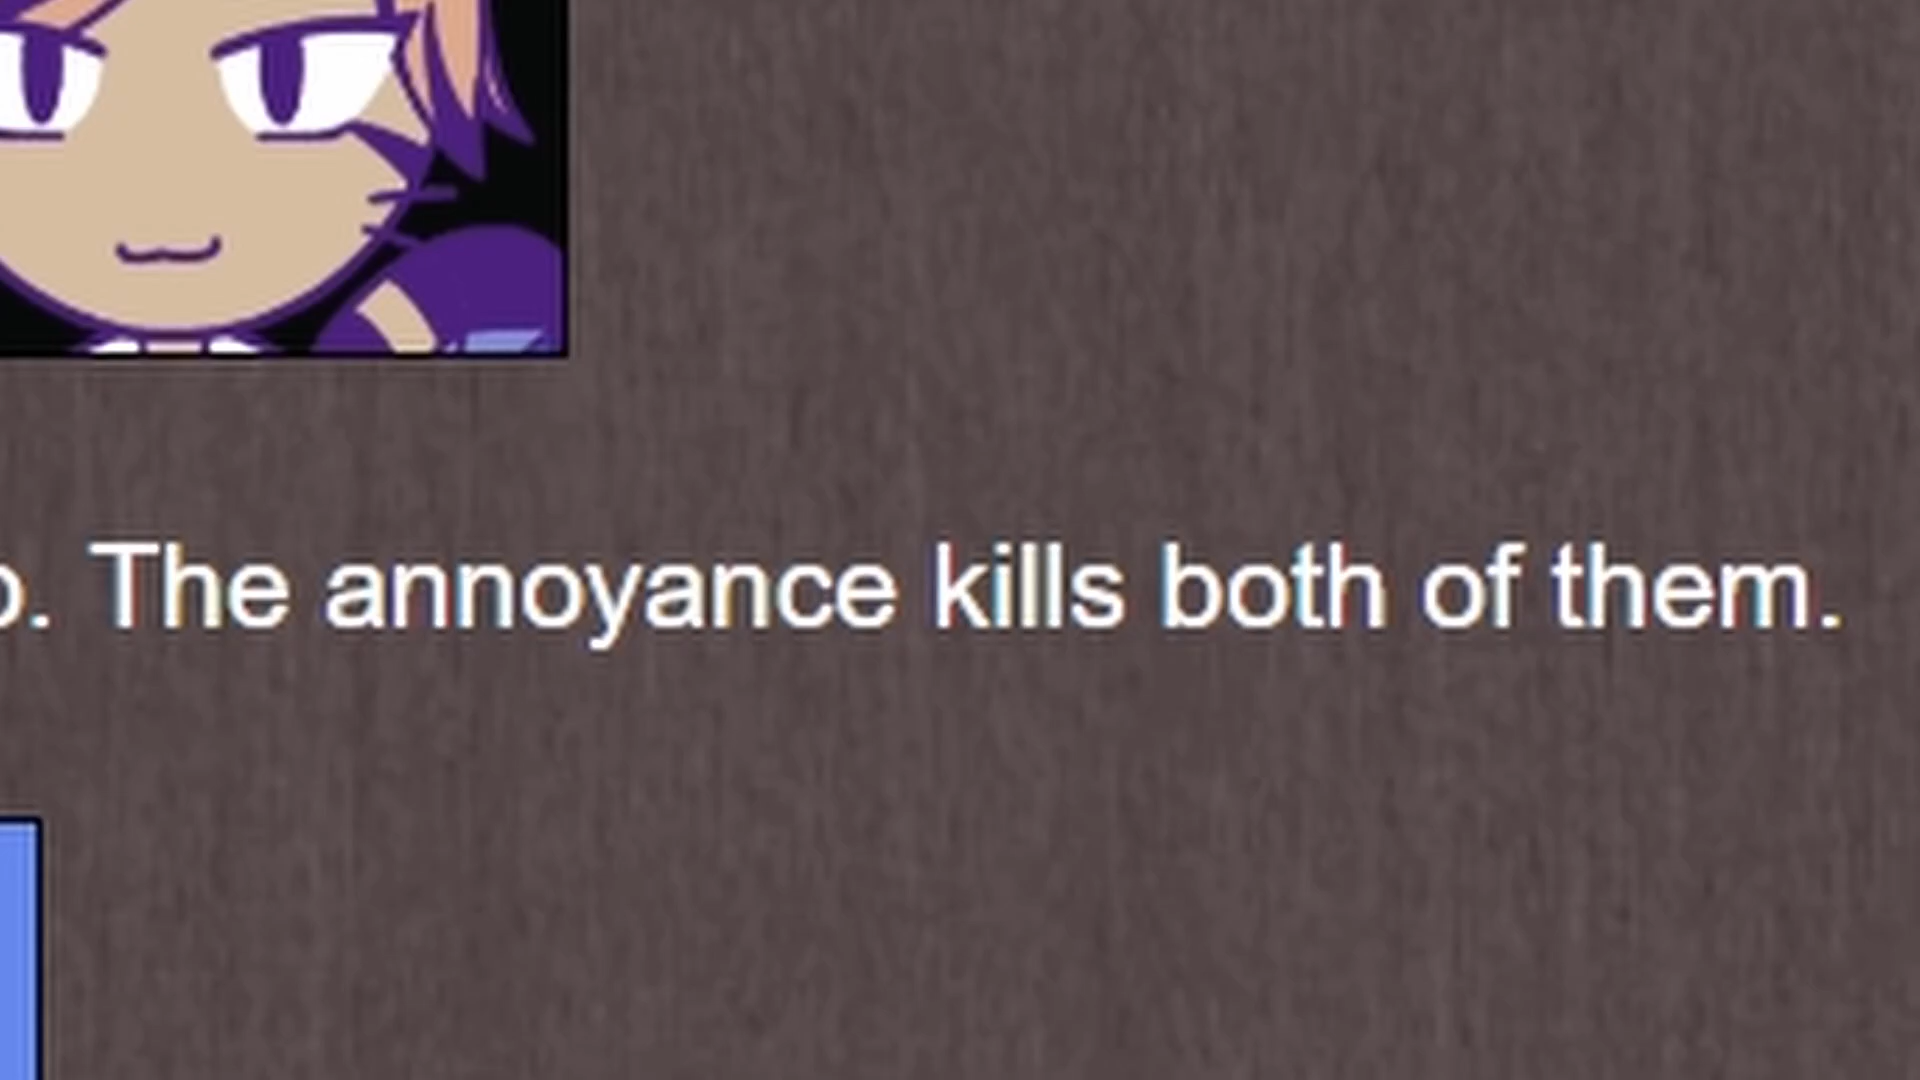 . The annoyance kills both of them.